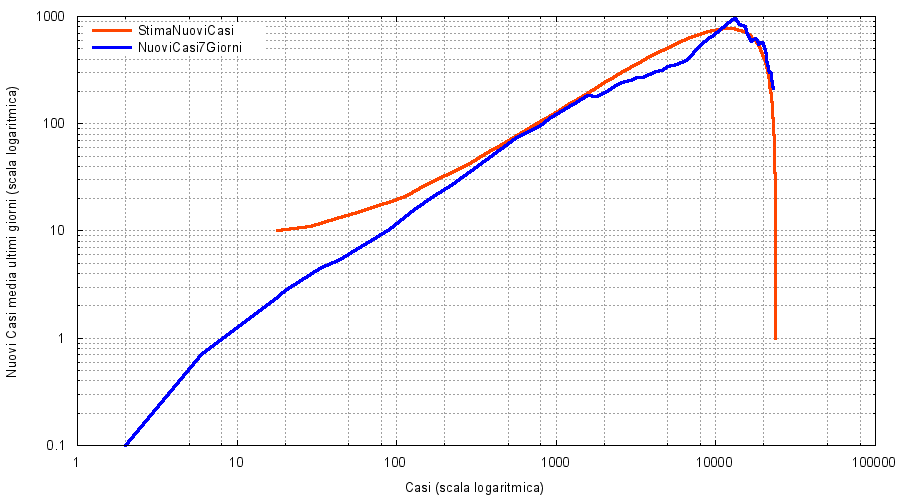 1000
100
10
1
0.1
StimaNuoviCasi
NuoviCasi7Giorni
Nuovi Casi media ultimi giorni (scala logaritmica)
1 10 100 1000 10000 100000
Casi (scala logaritmica)